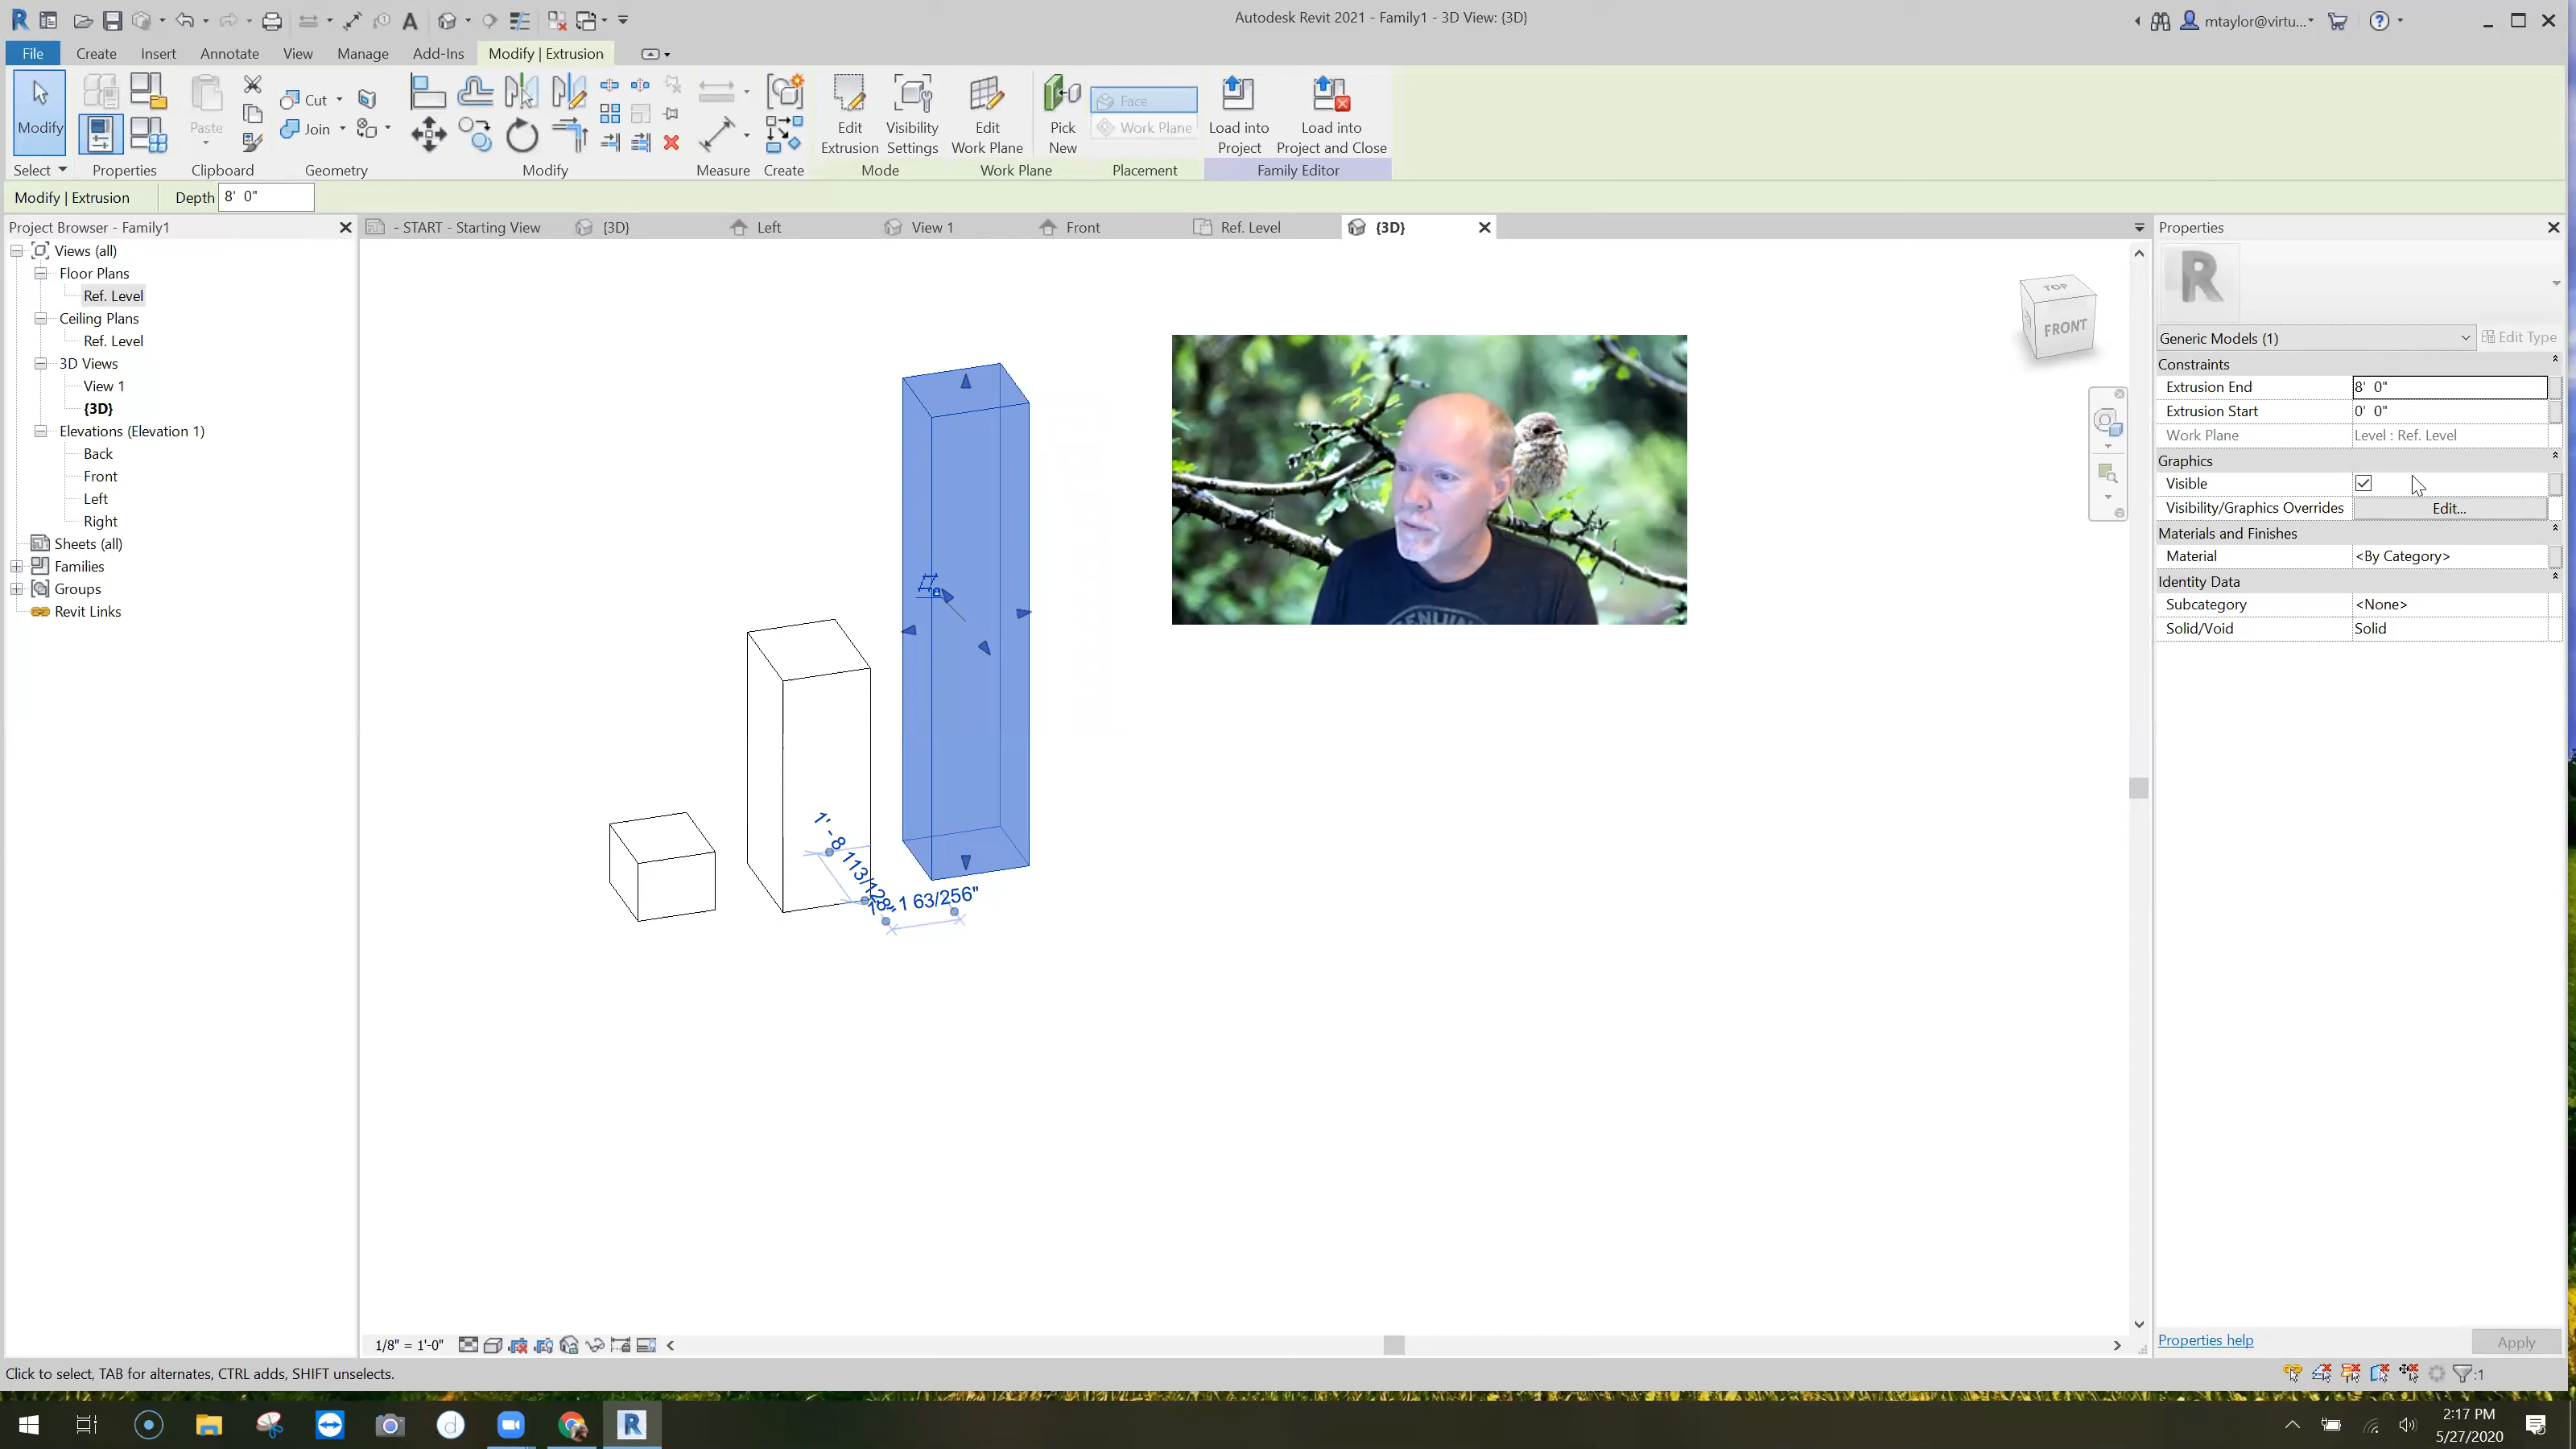 Autodesk Revit 2021 - Family1 - 3D View: {3D}
mtaylor@virtu...
File Create Insert Annotate View Manage Add-Ins Modify | Extrusion
Modify
Paste
Cut
Join
Edit Extrusion
Visibility Settings
Edit Work Plane
Pick New
Face
Work Plane
Load into Project
Load into Project and Close
Select Properties Clipboard Geometry Modify Measure Create Mode Work Plane Placement Family Editor
Modify | Extrusion Depth 8' 0"
Project Browser - Family1
- START - Starting View {3D} Left View 1 Front Ref. Level {3D}
Views (all)
Floor Plans
Ref. Level
Ceiling Plans
Ref. Level
3D Views
View 1
{3D}
Elevations (Elevation 1)
Back
Front
Left
Right
Sheets (all)
Families
Groups
Revit Links
TOP
FRONT
1' - 8 113/128"
1 63/256"
Properties
Generic Models (1) Edit Type
Constraints
Extrusion End 8' 0"
Extrusion Start 0' 0"
Work Plane Level : Ref. Level
Graphics
Visible
Visibility/Graphics Overrides Edit...
Materials and Finishes
Material <By Category>
Identity Data
Subcategory <None>
Solid/Void Solid
Properties help Apply
1/8" = 1'-0"
Click to select, TAB for alternates, CTRL adds, SHIFT unselects.
:1
2:17 PM
5/27/2020